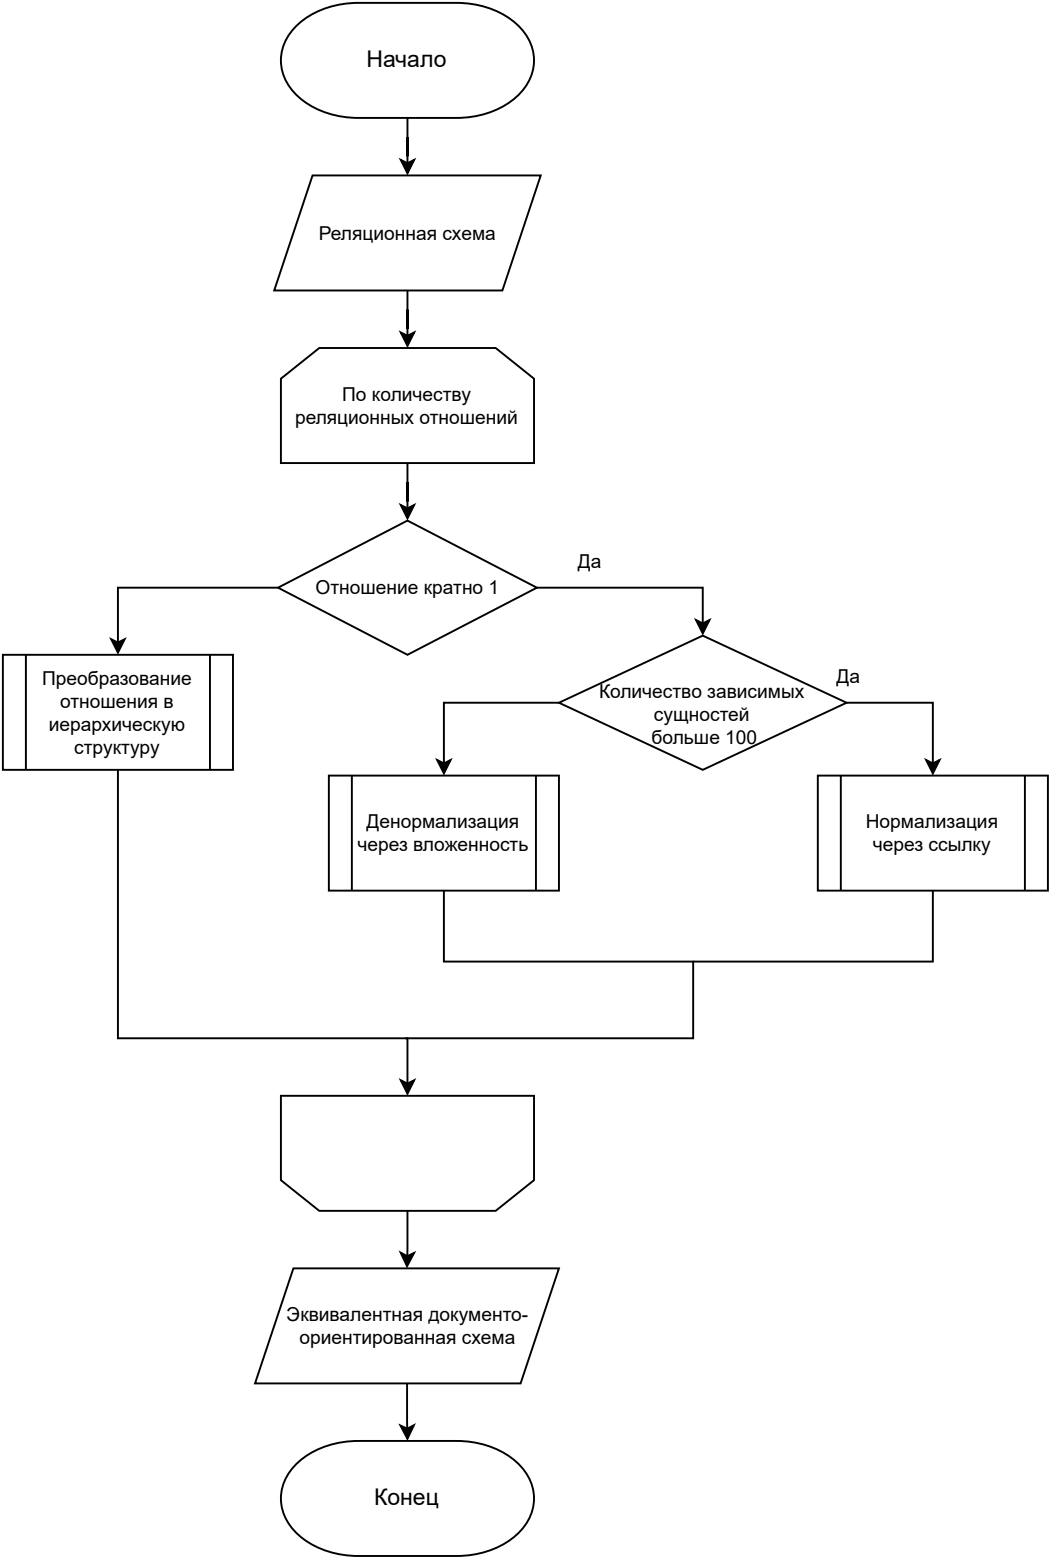 Начало
Реляционная схема
По количеству
реляционных отношений
Да
Отношение кратно 1
Преобразование
отношения в
иерархическую
структуру
Да
Количество зависимых
сущностей
больше 100
Денормализация
через вложенность
Нормализация
через ссылку
Эквивалентная документо-
ориентированная схема
Конец